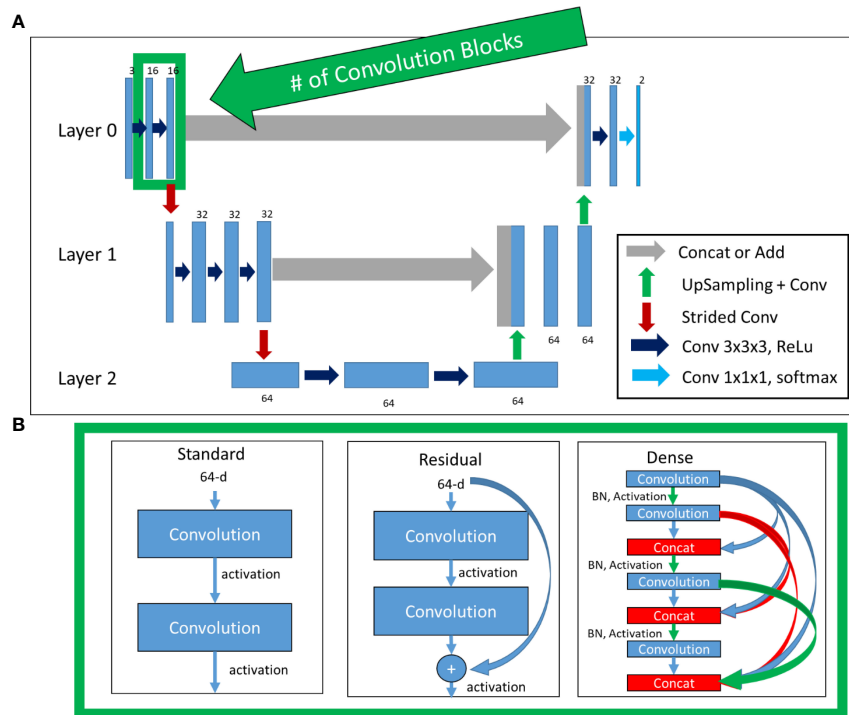 A
# of Convolution Blocks
3 16 16
32 32 2
Layer 0
32 32 32
Layer 1
64 64
Layer 2
64 64 64
Concat or Add
UpSampling + Conv
Strided Conv
Conv 3x3x3, ReLu
Conv 1x1x1, softmax
B
Standard
64-d
Convolution
activation
Convolution
activation
Residual
64-d
Convolution
activation
Convolution
+
activation
Dense
Convolution
BN, Activation
Convolution
Concat
BN, Activation
Convolution
Concat
BN, Activation
Convolution
Concat